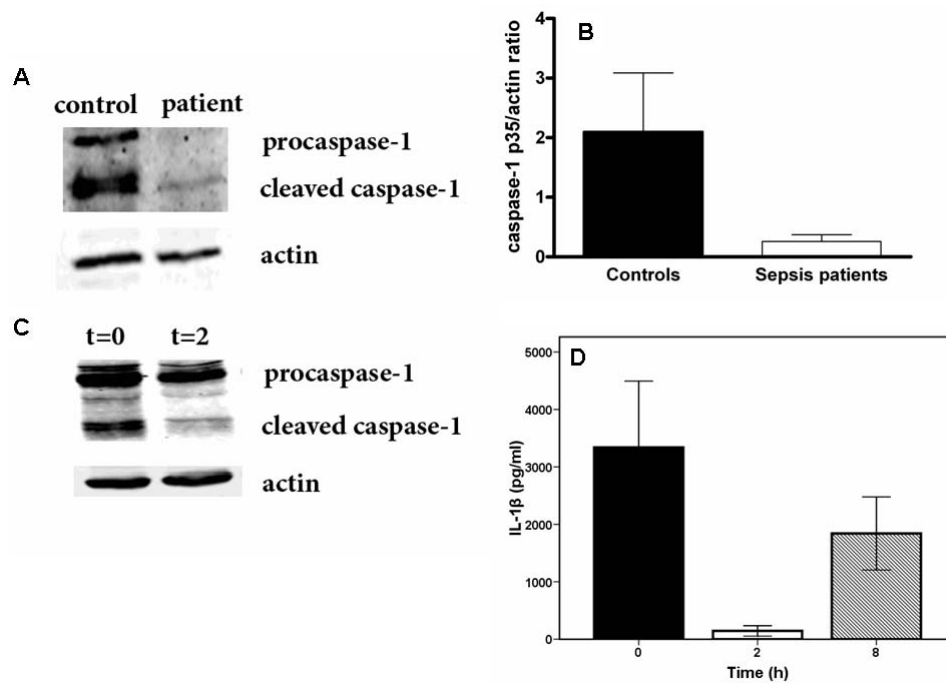 A
control patient
procaspase-1
cleaved caspase-1
actin
B
caspase-1 p35/actin ratio
4
3
2
1
0
Controls Sepsis patients
C
t=0 t=2
procaspase-1
cleaved caspase-1
actin
D
IL-1β (pg/ml)
5000
4000
3000
2000
1000
0
0 2 8
Time (h)